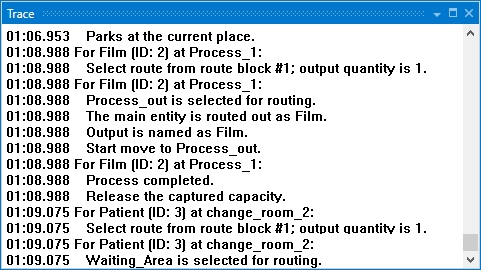 Trace
01:06.953 Parks at the current place.
01:08.988 For Film (ID: 2) at Process_1:
01:08.988 Select route from route block #1; output quantity is 1.
01:08.988 For Film (ID: 2) at Process_1:
01:08.988 Process_out is selected for routing.
01:08.988 The main entity is routed out as Film.
01:08.988 Output is named as Film.
01:08.988 Start move to Process_out.
01:08.988 For Film (ID: 2) at Process_1:
01:08.988 Process completed.
01:08.988 Release the captured capacity.
01:09.075 For Patient (ID: 3) at change_room_2:
01:09.075 Select route from route block #1; output quantity is 1.
01:09.075 For Patient (ID: 3) at change_room_2:
01:09.075 Waiting_Area is selected for routing.